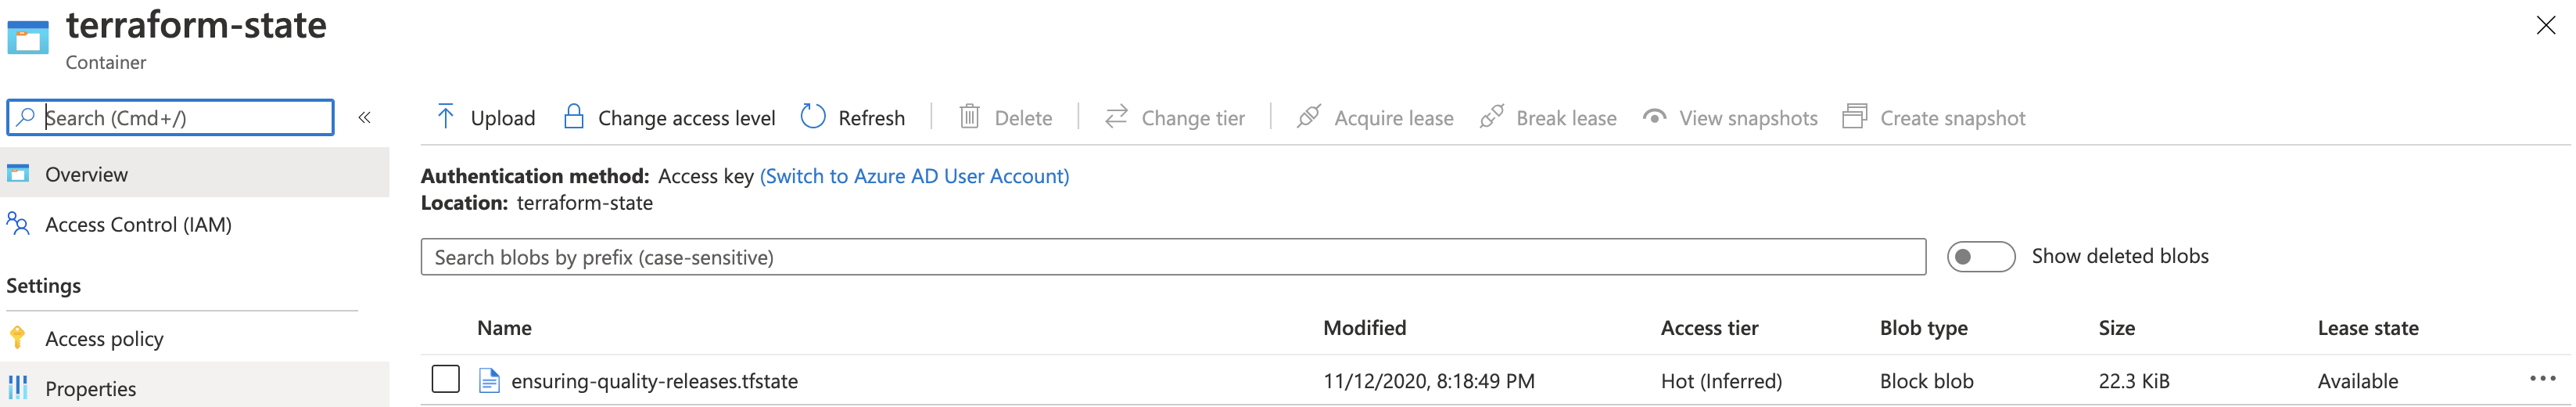 terraform-state
Container
Search (Cmd+/)
«
Upload
Change access level
Refresh
Delete
Change tier
Acquire lease
Break lease
View snapshots
Create snapshot
Overview
Access Control (IAM)
Settings
Access policy
Properties
Authentication method: Access key (Switch to Azure AD User Account)
Location: terraform-state
Search blobs by prefix (case-sensitive)
Show deleted blobs
Name Modified Access tier Blob type Size Lease state
ensuring-quality-releases.tfstate 11/12/2020, 8:18:49 PM Hot (Inferred) Block blob 22.3 KiB Available